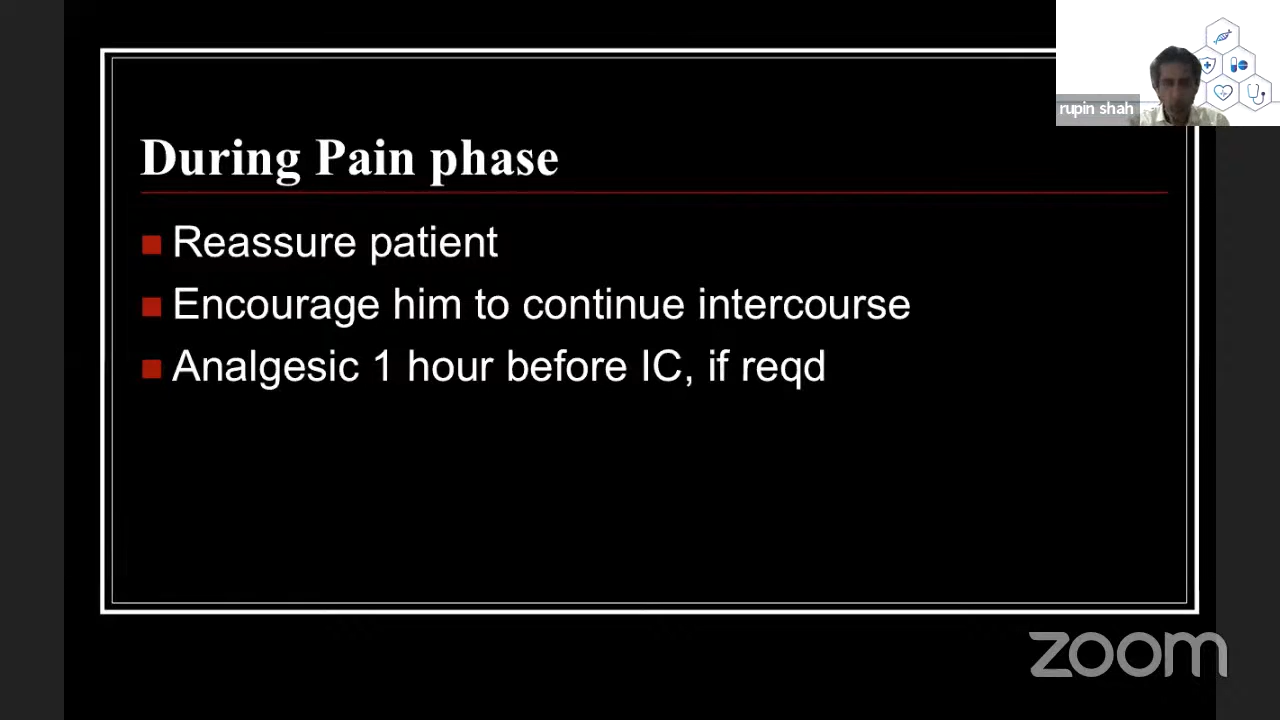 rupin shah
During Pain phase
Reassure patient
Encourage him to continue intercourse
Analgesic 1 hour before IC, if reqd
zoom